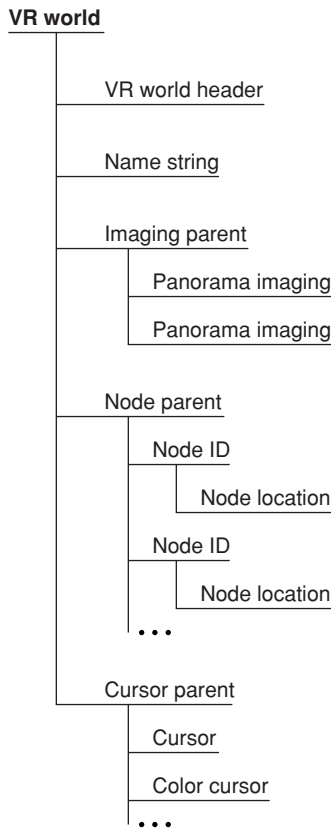 VR world
VR world header
Name string
Imaging parent
Panorama imaging
Panorama imaging
Node parent
Node ID
Node location
Node ID
Node location
• • •
Cursor parent
Cursor
Color cursor
• • •